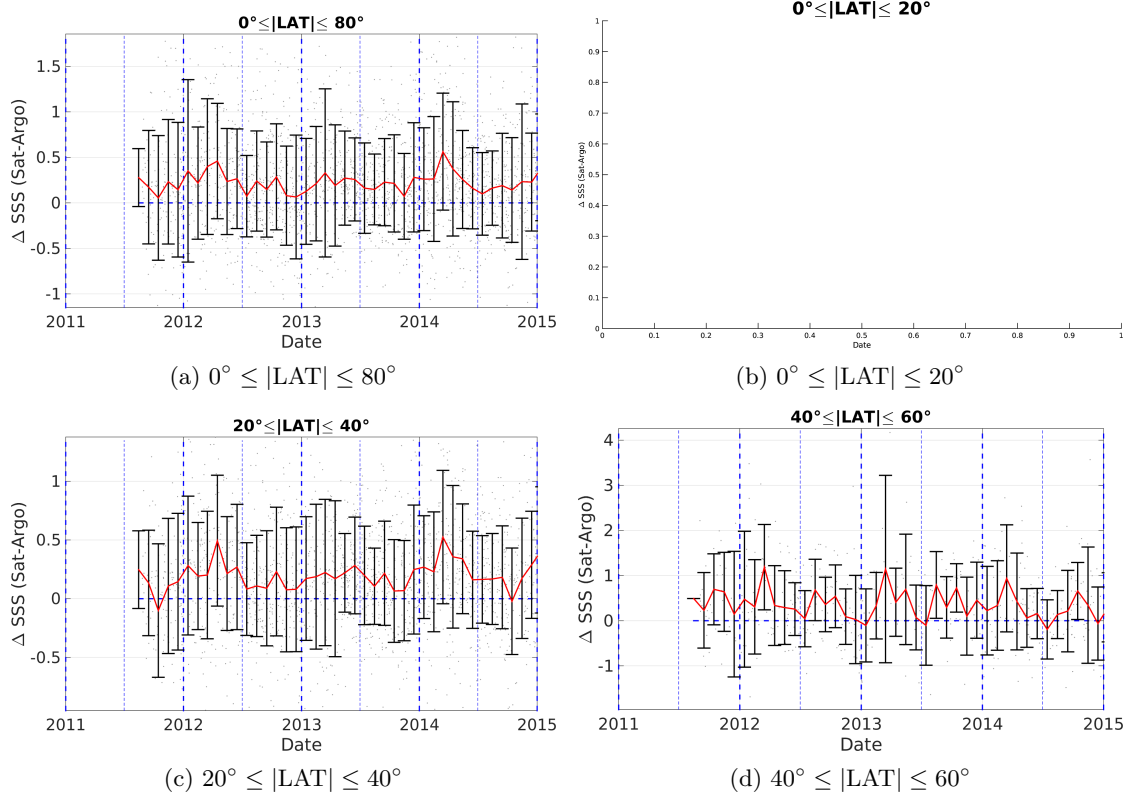 0°≤|LAT|≤ 80°
Δ SSS (Sat-Argo)
1.5
1
0.5
0
-0.5
-1
2011 2012 2013 2014 2015
Date
(a) 0° ≤ |LAT| ≤ 80°
0°≤|LAT|≤ 20°
Δ SSS (Sat-Argo)
1
0.9
0.8
0.7
0.6
0.5
0.4
0.3
0.2
0.1
0
0 0.1 0.2 0.3 0.4 0.5 0.6 0.7 0.8 0.9 1
Date
(b) 0° ≤ |LAT| ≤ 20°
20°≤|LAT|≤ 40°
Δ SSS (Sat-Argo)
1
0.5
0
-0.5
2011 2012 2013 2014 2015
Date
(c) 20° ≤ |LAT| ≤ 40°
40°≤|LAT|≤ 60°
Δ SSS (Sat-Argo)
4
3
2
1
0
-1
2011 2012 2013 2014 2015
Date
(d) 40° ≤ |LAT| ≤ 60°